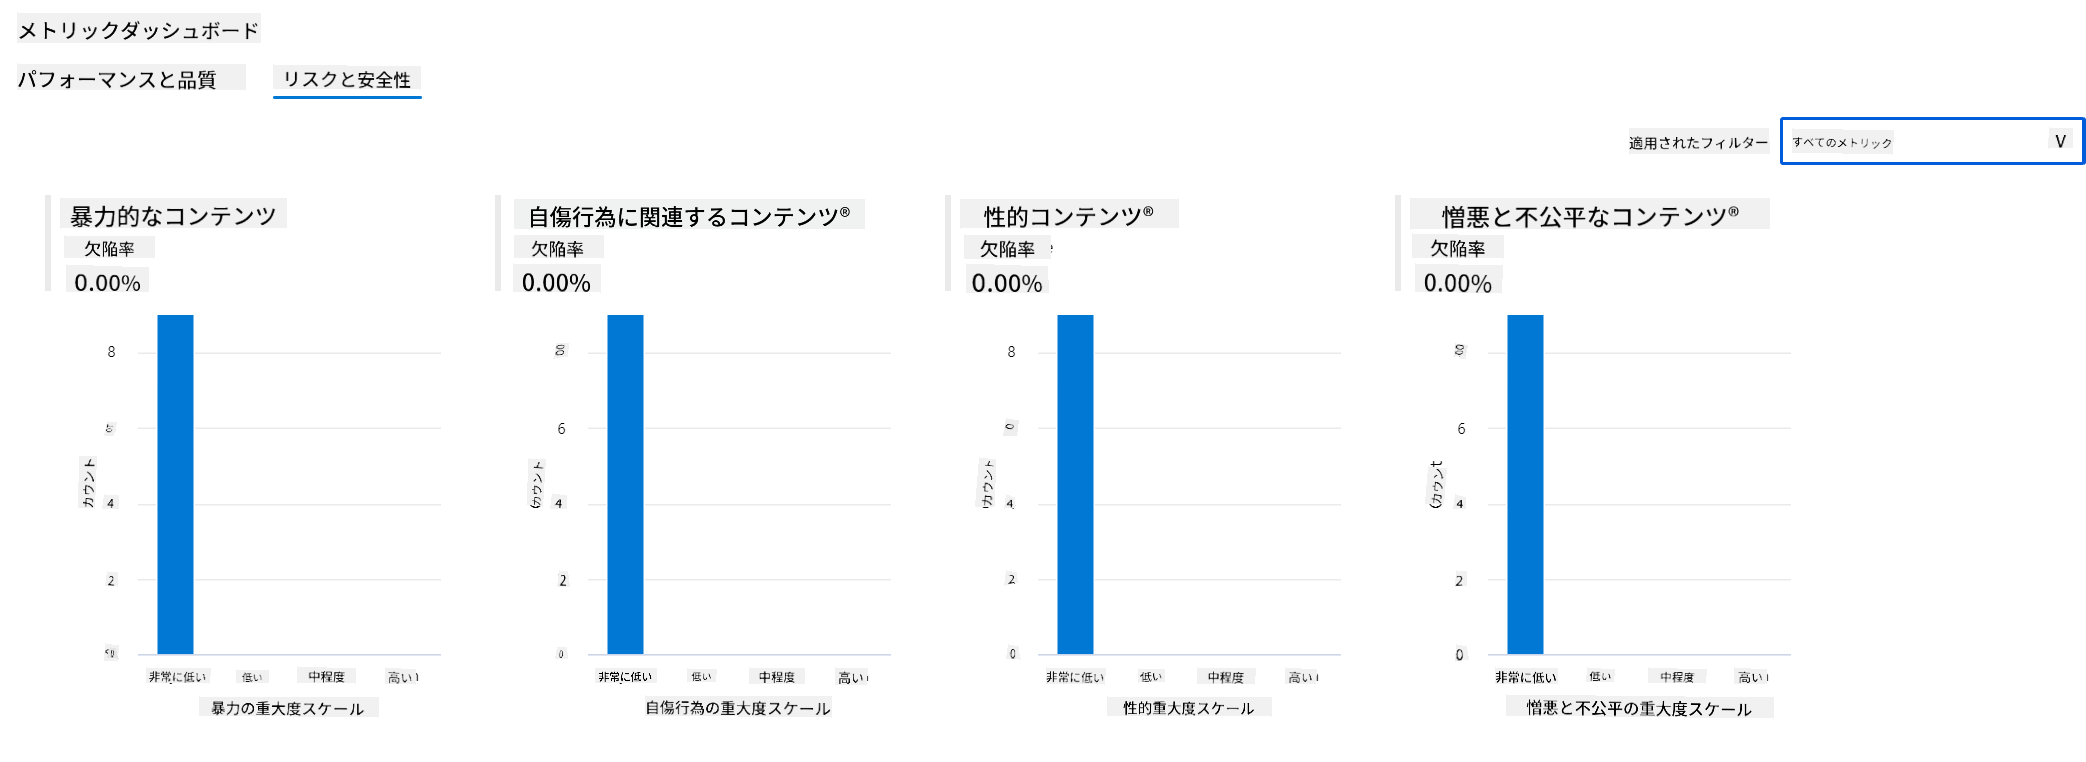 メトリックダッシュボード
パフォーマンスと品質
リスクと安全性
適用されたフィルター
すべてのメトリック
V
暴力的なコンテンツ
欠陥率
0.00%
8
4
2
カウント
非常に低い
低い
中程度
高い
暴力の重大度スケール
自傷行為に関連するコンテンツ®
欠陥率
0.00%
6
4
2
0
カウント
非常に低い
低い
中程度
高い
自傷行為の重大度スケール
性的コンテンツ®
欠陥率
0.00%
8
4
2
0
カウント
非常に低い
低い
中程度
高い
性的重大度スケール
憎悪と不公平なコンテンツ®
欠陥率
0.00%
6
4
2
0
非常に低い
低い
中程度
高い
憎悪と不公平の重大度スケール